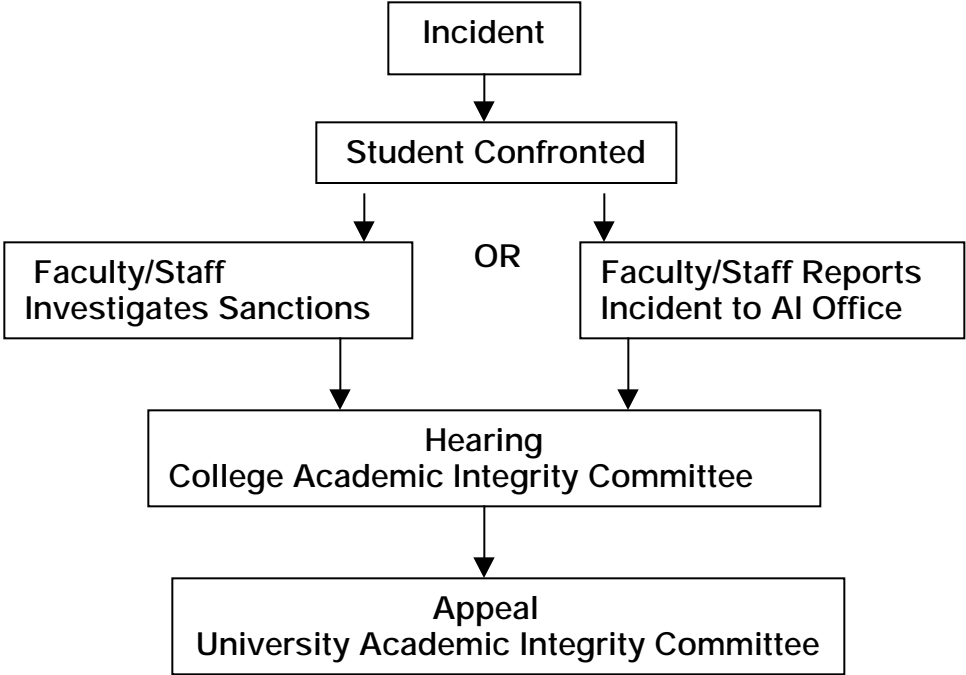 Incident
Student Confronted
Faculty/Staff
Investigates Sanctions
OR
Faculty/Staff Reports
Incident to AI Office
Hearing
College Academic Integrity Committee
Appeal
University Academic Integrity Committee